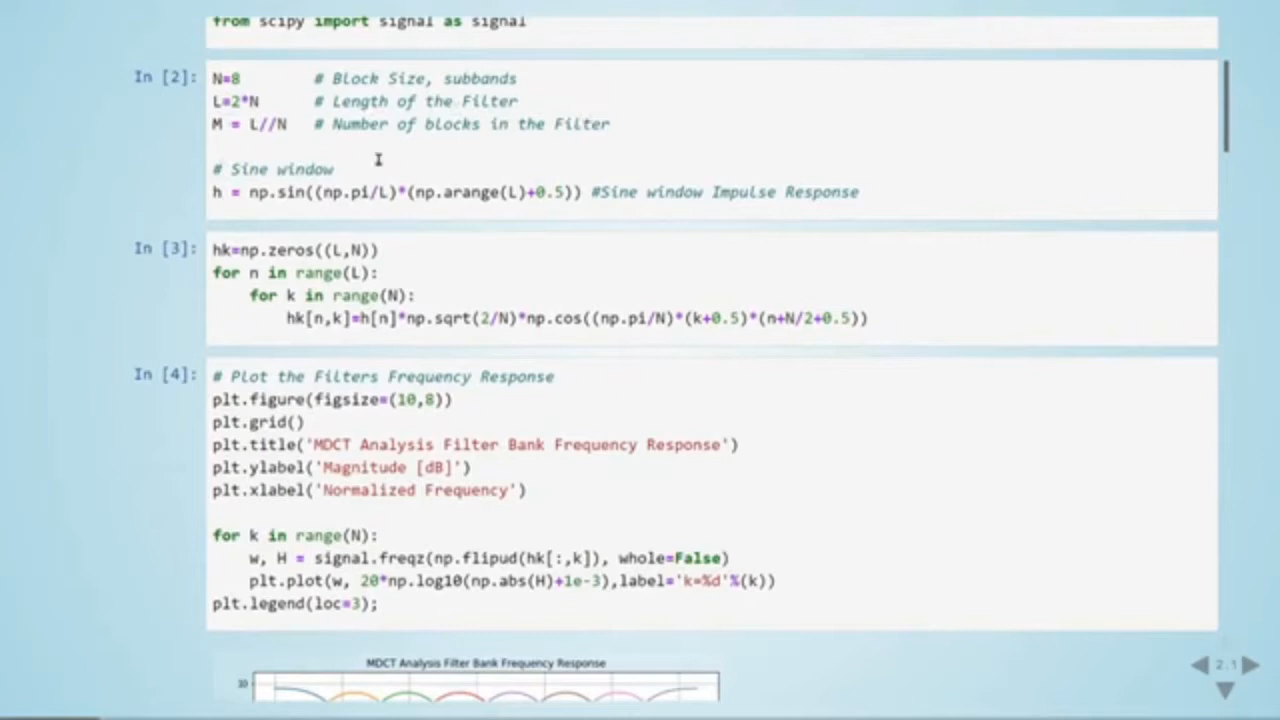 from scipy import signal as signal
In [2]: N=8 # Block Size, subbands
L=2*N # Length of the Filter
M = L//N # Number of blocks in the Filter
# Sine window
h = np.sin((np.pi/L)*(np.arange(L)+0.5)) #Sine window Impulse Response
In [3]: hk=np.zeros((L,N))
for n in range(L):
for k in range(N):
hk[n,k]=h[n]*np.sqrt(2/N)*np.cos((np.pi/N)*(k+0.5)*(n+N/2+0.5))
In [4]: # Plot the Filters Frequency Response
plt.figure(figsize=(10,8))
plt.grid()
plt.title('MDCT Analysis Filter Bank Frequency Response')
plt.ylabel('Magnitude [dB]')
plt.xlabel('Normalized Frequency')
for k in range(N):
w, H = signal.freqz(np.flipud(hk[:,k]), whole=False)
plt.plot(w, 20*np.log10(np.abs(H)+1e-3),label='k=%d'%(k))
plt.legend(loc=3);
MDCT Analysis Filter Bank Frequency Response
10
2.1